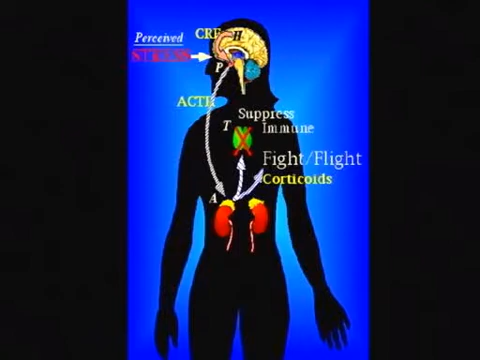 Perceived
STRESS
CRF
H
P
ACTH
Suppress
T
Immune
Fight/Flight
Corticoids
A